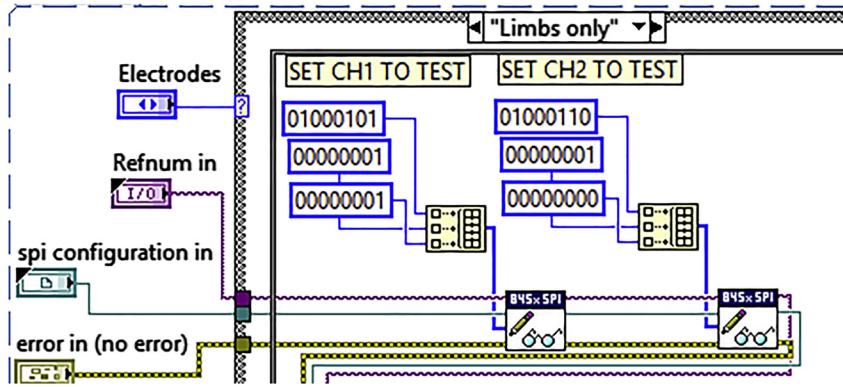 "Limbs only"
Electrodes
?
SET CH1 TO TEST
SET CH2 TO TEST
01000101
00000001
00000001
01000110
00000001
00000000
Refnum in
I/O
spi configuration in
845x SPI
845x SPI
error in (no error)